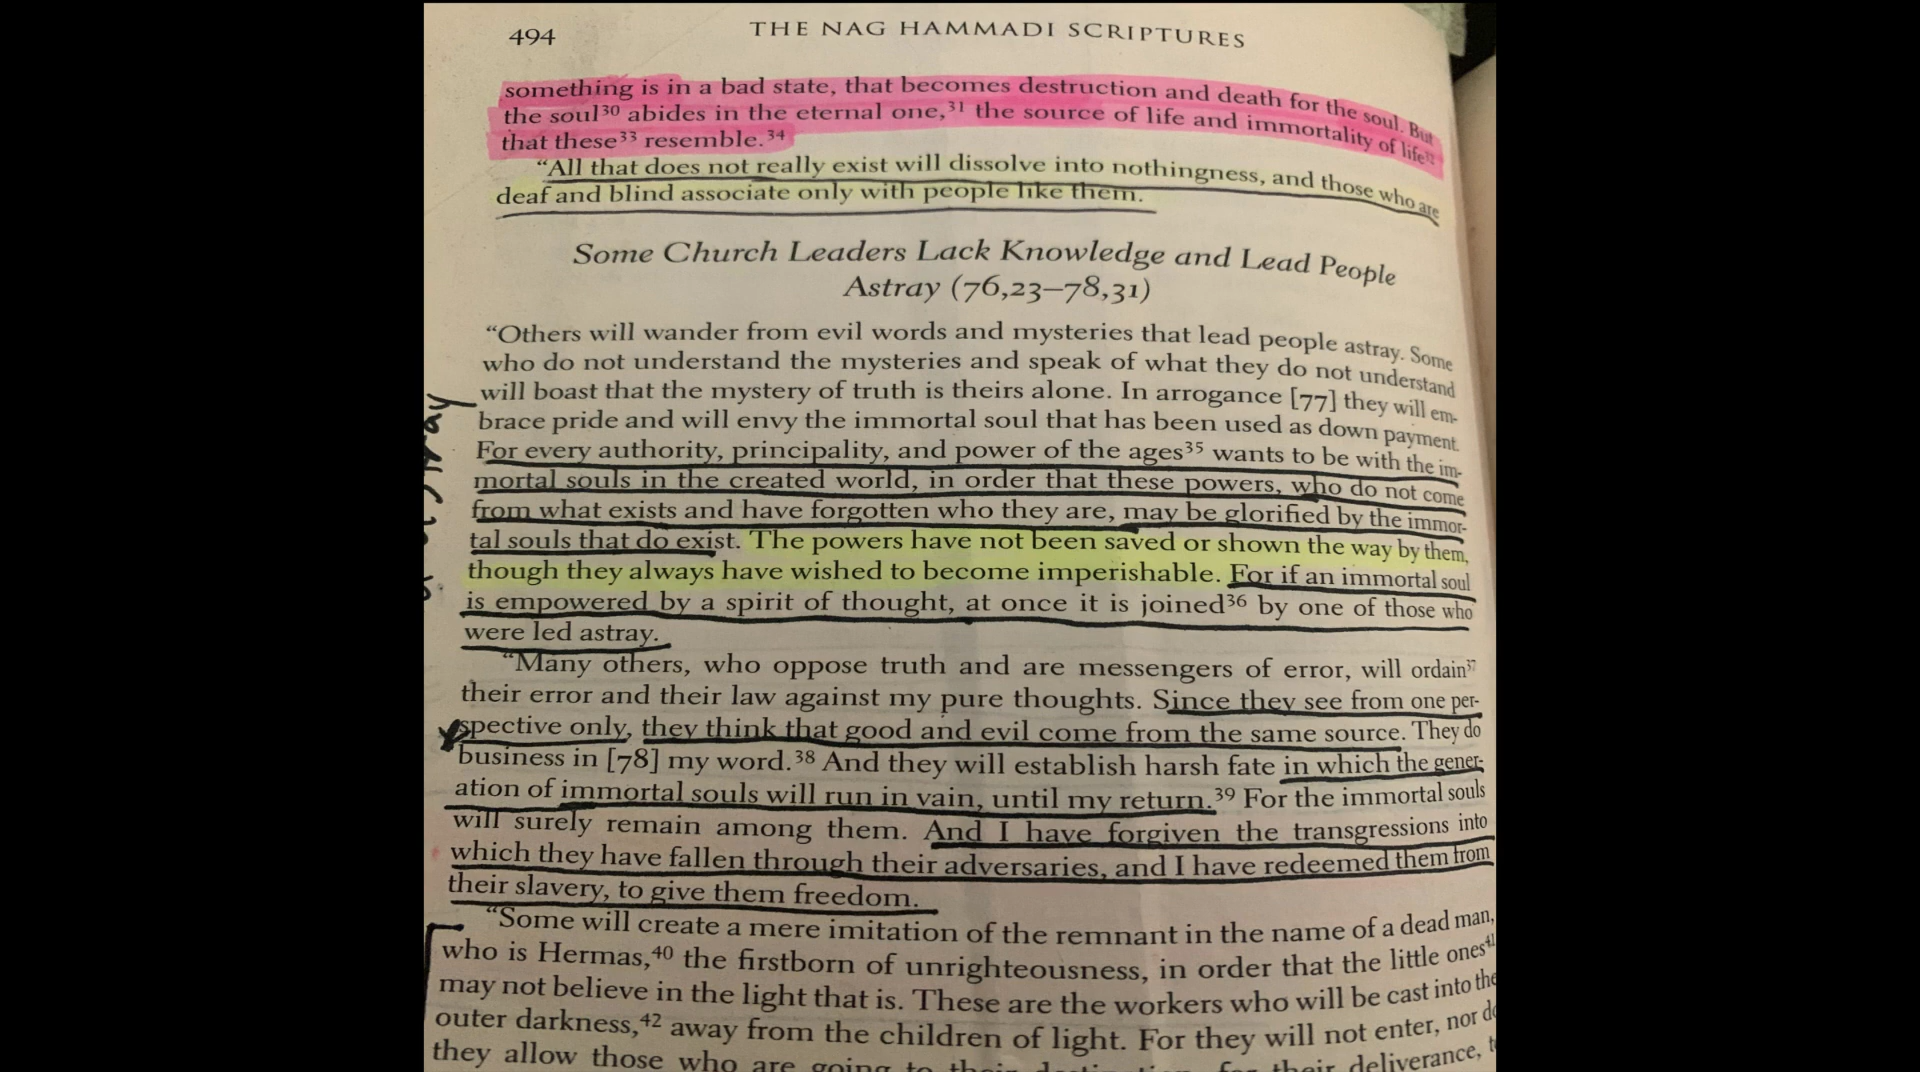 494
THE NAG HAMMADI SCRIPTURES
something is in a bad state, that becomes destruction and death for the soul. But
the soul³⁰ abides in the eternal one,³¹ the source of life and immortality of life³²
that these³³ resemble.³⁴
“All that does not really exist will dissolve into nothingness, and those who are
deaf and blind associate only with people like them.
Some Church Leaders Lack Knowledge and Lead People
Astray (76,23–78,31)
“Others will wander from evil words and mysteries that lead people astray. Some
who do not understand the mysteries and speak of what they do not understand
will boast that the mystery of truth is theirs alone. In arrogance [77] they will em-
brace pride and will envy the immortal soul that has been used as down payment.
For every authority, principality, and power of the ages³⁵ wants to be with the im-
mortal souls in the created world, in order that these powers, who do not come
from what exists and have forgotten who they are, may be glorified by the immor-
tal souls that do exist. The powers have not been saved or shown the way by them,
though they always have wished to become imperishable. For if an immortal soul
is empowered by a spirit of thought, at once it is joined³⁶ by one of those who
were led astray.
“Many others, who oppose truth and are messengers of error, will ordain³⁷
their error and their law against my pure thoughts. Since they see from one per-
spective only, they think that good and evil come from the same source. They do
business in [78] my word.³⁸ And they will establish harsh fate in which the gener-
ation of immortal souls will run in vain, until my return.³⁹ For the immortal souls
will surely remain among them. And I have forgiven the transgressions into
which they have fallen through their adversaries, and I have redeemed them from
their slavery, to give them freedom.
“Some will create a mere imitation of the remnant in the name of a dead man,
who is Hermas,⁴⁰ the firstborn of unrighteousness, in order that the little ones⁴¹
may not believe in the light that is. These are the workers who will be cast into the
outer darkness,⁴² away from the children of light. For they will not enter, nor do
they allow those who are going to their for their deliverance,